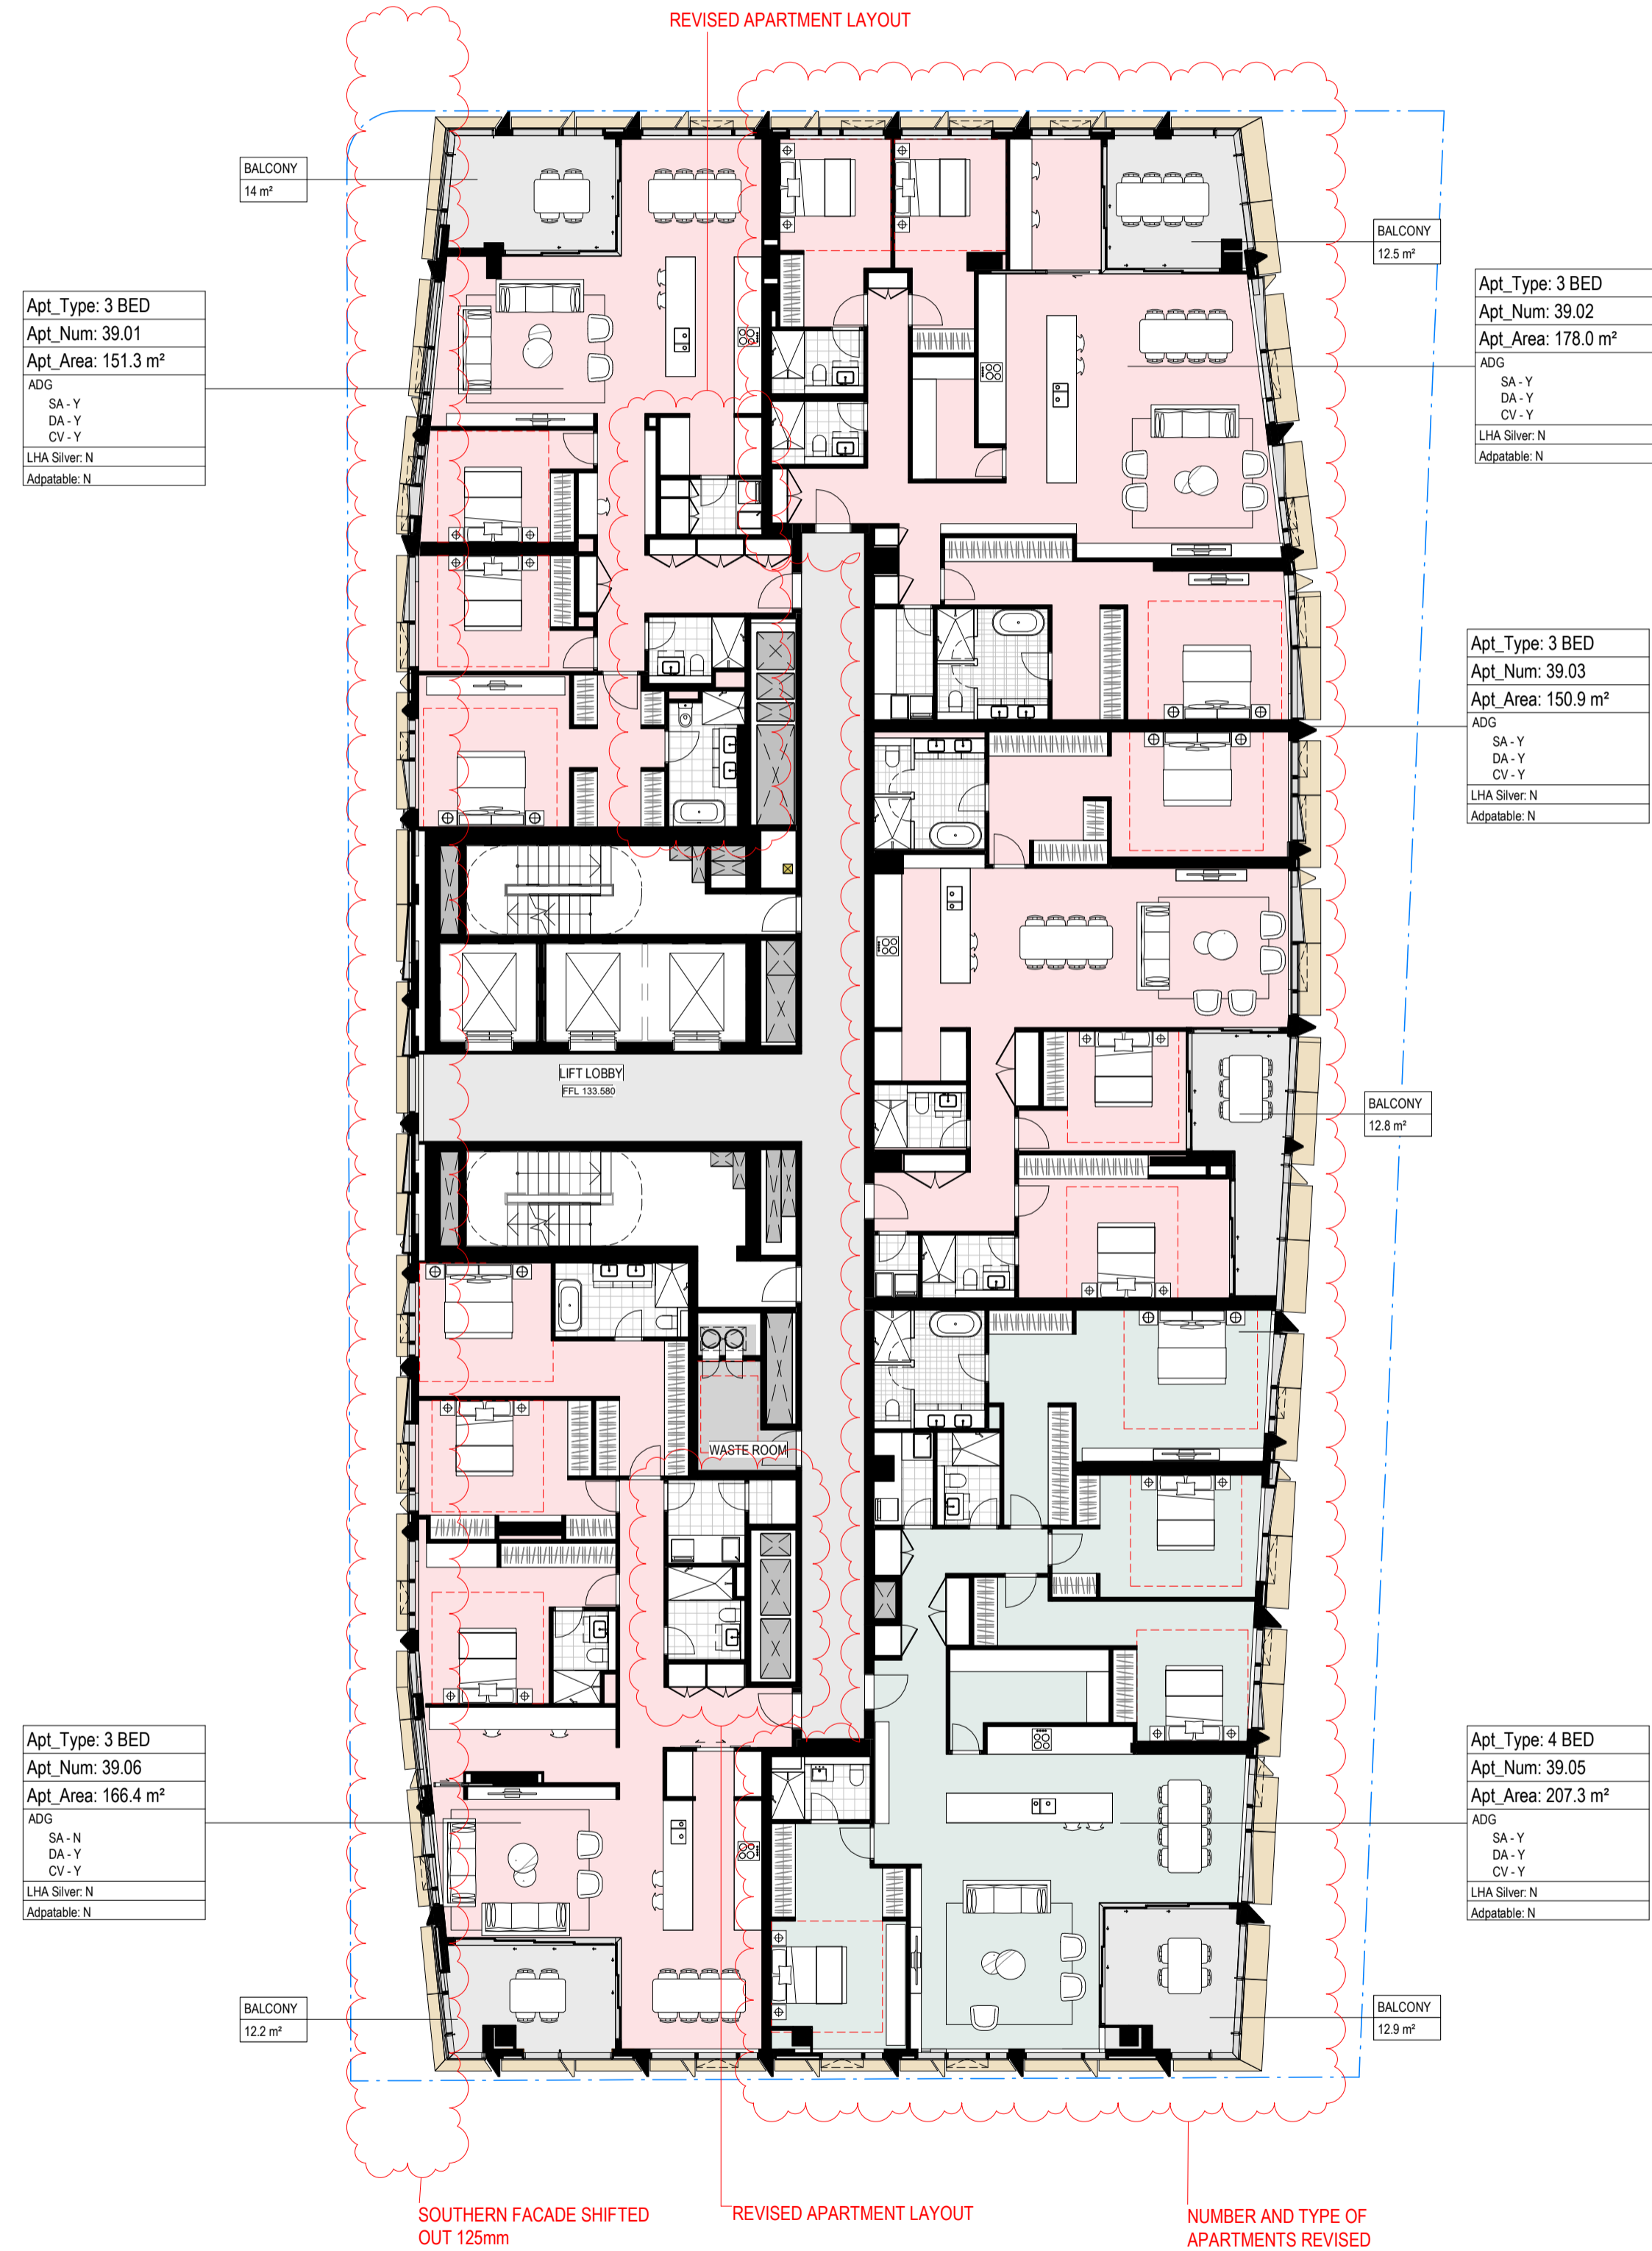 REVISED APARTMENT LAYOUT
BALCONY
14 m²
BALCONY
12.5 m²
Apt_Type: 3 BED
Apt_Num: 39.01
Apt_Area: 151.3 m²
ADG
SA - Y
DA - Y
CV - Y
LHA Silver: N
Adpatable: N
Apt_Type: 3 BED
Apt_Num: 39.02
Apt_Area: 178.0 m²
ADG
SA - Y
DA - Y
CV - Y
LHA Silver: N
Adpatable: N
Apt_Type: 3 BED
Apt_Num: 39.03
Apt_Area: 150.9 m²
ADG
SA - Y
DA - Y
CV - Y
LHA Silver: N
Adpatable: N
LIFT LOBBY
FFL 133.580
BALCONY
12.8 m²
WASTE ROOM
Apt_Type: 3 BED
Apt_Num: 39.06
Apt_Area: 166.4 m²
ADG
SA - N
DA - Y
CV - Y
LHA Silver: N
Adpatable: N
Apt_Type: 4 BED
Apt_Num: 39.05
Apt_Area: 207.3 m²
ADG
SA - Y
DA - Y
CV - Y
LHA Silver: N
Adpatable: N
BALCONY
12.2 m²
BALCONY
12.9 m²
SOUTHERN FACADE SHIFTED
OUT 125mm
REVISED APARTMENT LAYOUT
NUMBER AND TYPE OF
APARTMENTS REVISED